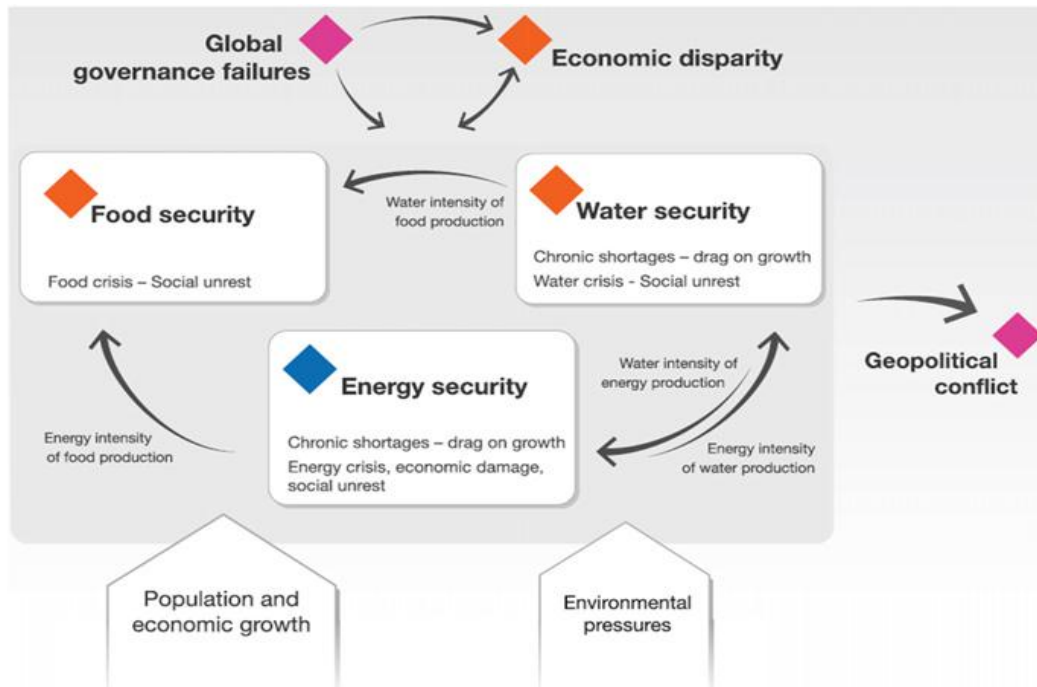 Global
governance failures
Economic disparity
Food security
Food crisis – Social unrest
Water intensity of
food production
Water security
Chronic shortages – drag on growth
Water crisis - Social unrest
Geopolitical
conflict
Energy security
Chronic shortages – drag on growth
Energy crisis, economic damage,
social unrest
Water intensity of
energy production
Energy intensity
of food production
Energy intensity
of water production
Population and
economic growth
Environmental
pressures